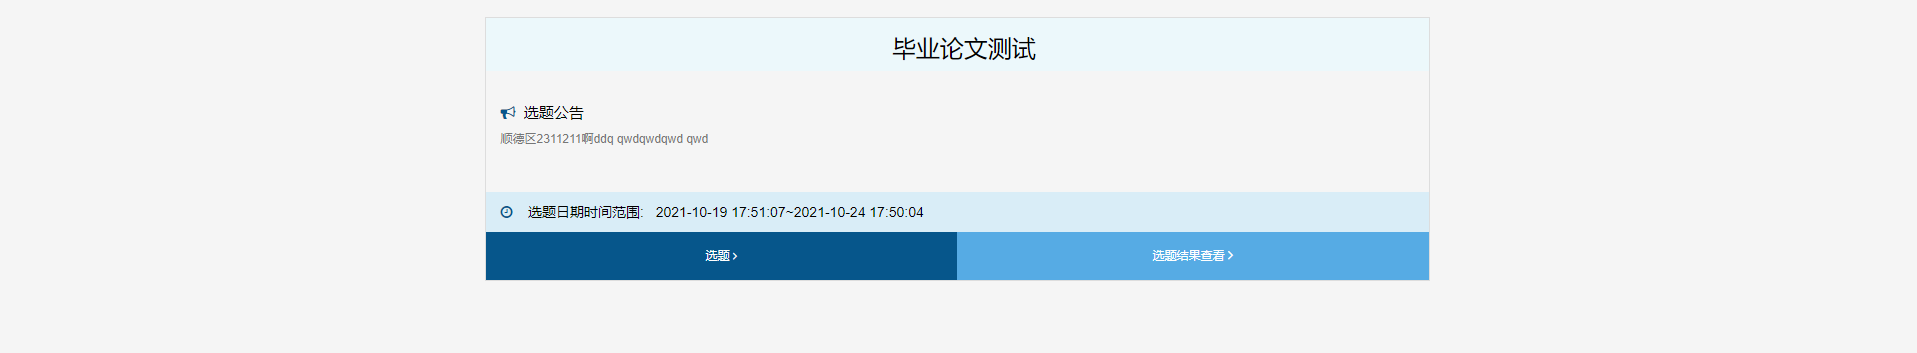 毕业论文测试
选题公告
顺德区2311211啊ddq qwdqwdqwd qwd
选题日期时间范围: 2021-10-19 17:51:07~2021-10-24 17:50:04
选题 >
选题结果查看 >